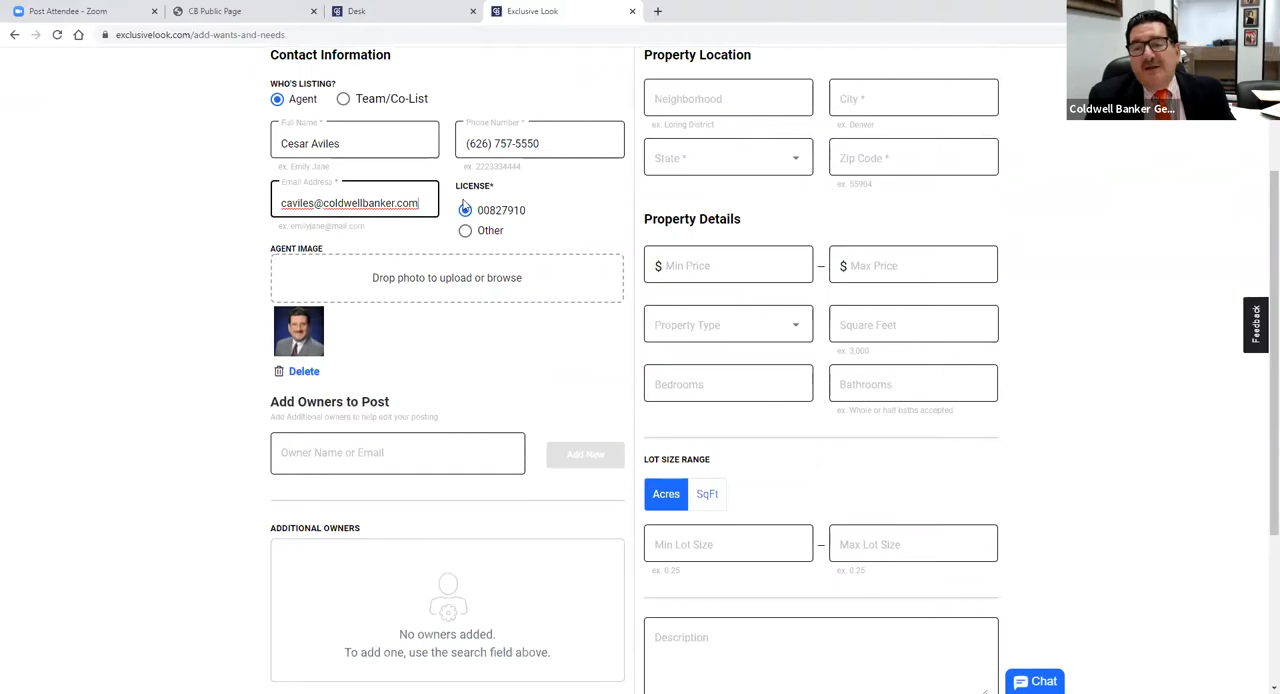 Post Attendee - Zoom
CB Public Page
Desk
Exclusive Look
exclusivelook.com/add-wants-and-needs
Coldwell Banker Ge...
Contact Information
WHO'S LISTING?
Agent
Team/Co-List
Full Name *
Cesar Aviles
ex. Emily Jane
Phone Number *
(626) 757-5550
ex. 2223334444
Email Address *
caviles@coldwellbanker.com
ex. emilyjane@mail.com
LICENSE*
00827910
Other
AGENT IMAGE
Drop photo to upload or browse
Delete
Add Owners to Post
Add Additional owners to help edit your posting
Owner Name or Email
Add New
ADDITIONAL OWNERS
No owners added.
To add one, use the search field above.
Property Location
Neighborhood
ex. Loring District
City *
ex. Denver
State *
Zip Code *
ex. 55904
Property Details
$ Min Price
–
$ Max Price
Property Type
Square Feet
ex. 3,000
Bedrooms
Bathrooms
ex. Whole or half baths accepted
LOT SIZE RANGE
Acres
SqFt
Min Lot Size
ex. 0.25
–
Max Lot Size
ex. 0.25
Description
Feedback
Chat